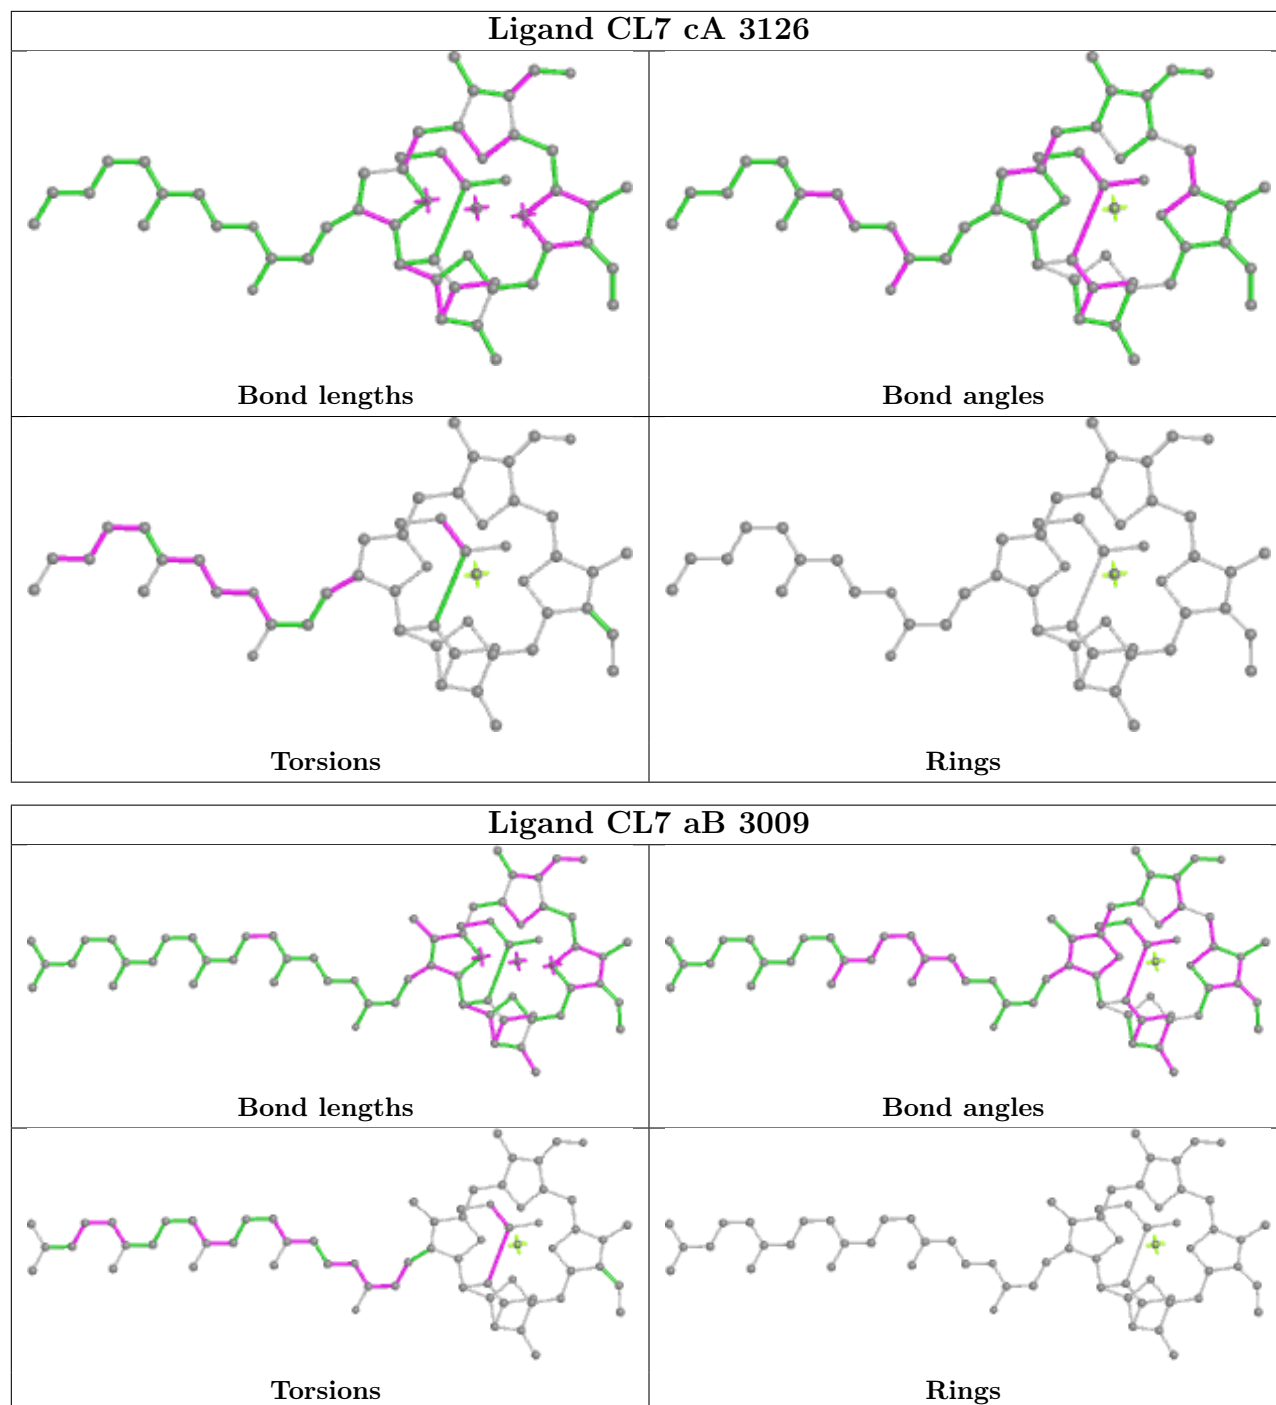 Ligand CL7 cA 3126
Bond lengths
Bond angles
Torsions
Rings
Ligand CL7 aB 3009
Bond lengths
Bond angles
Torsions
Rings